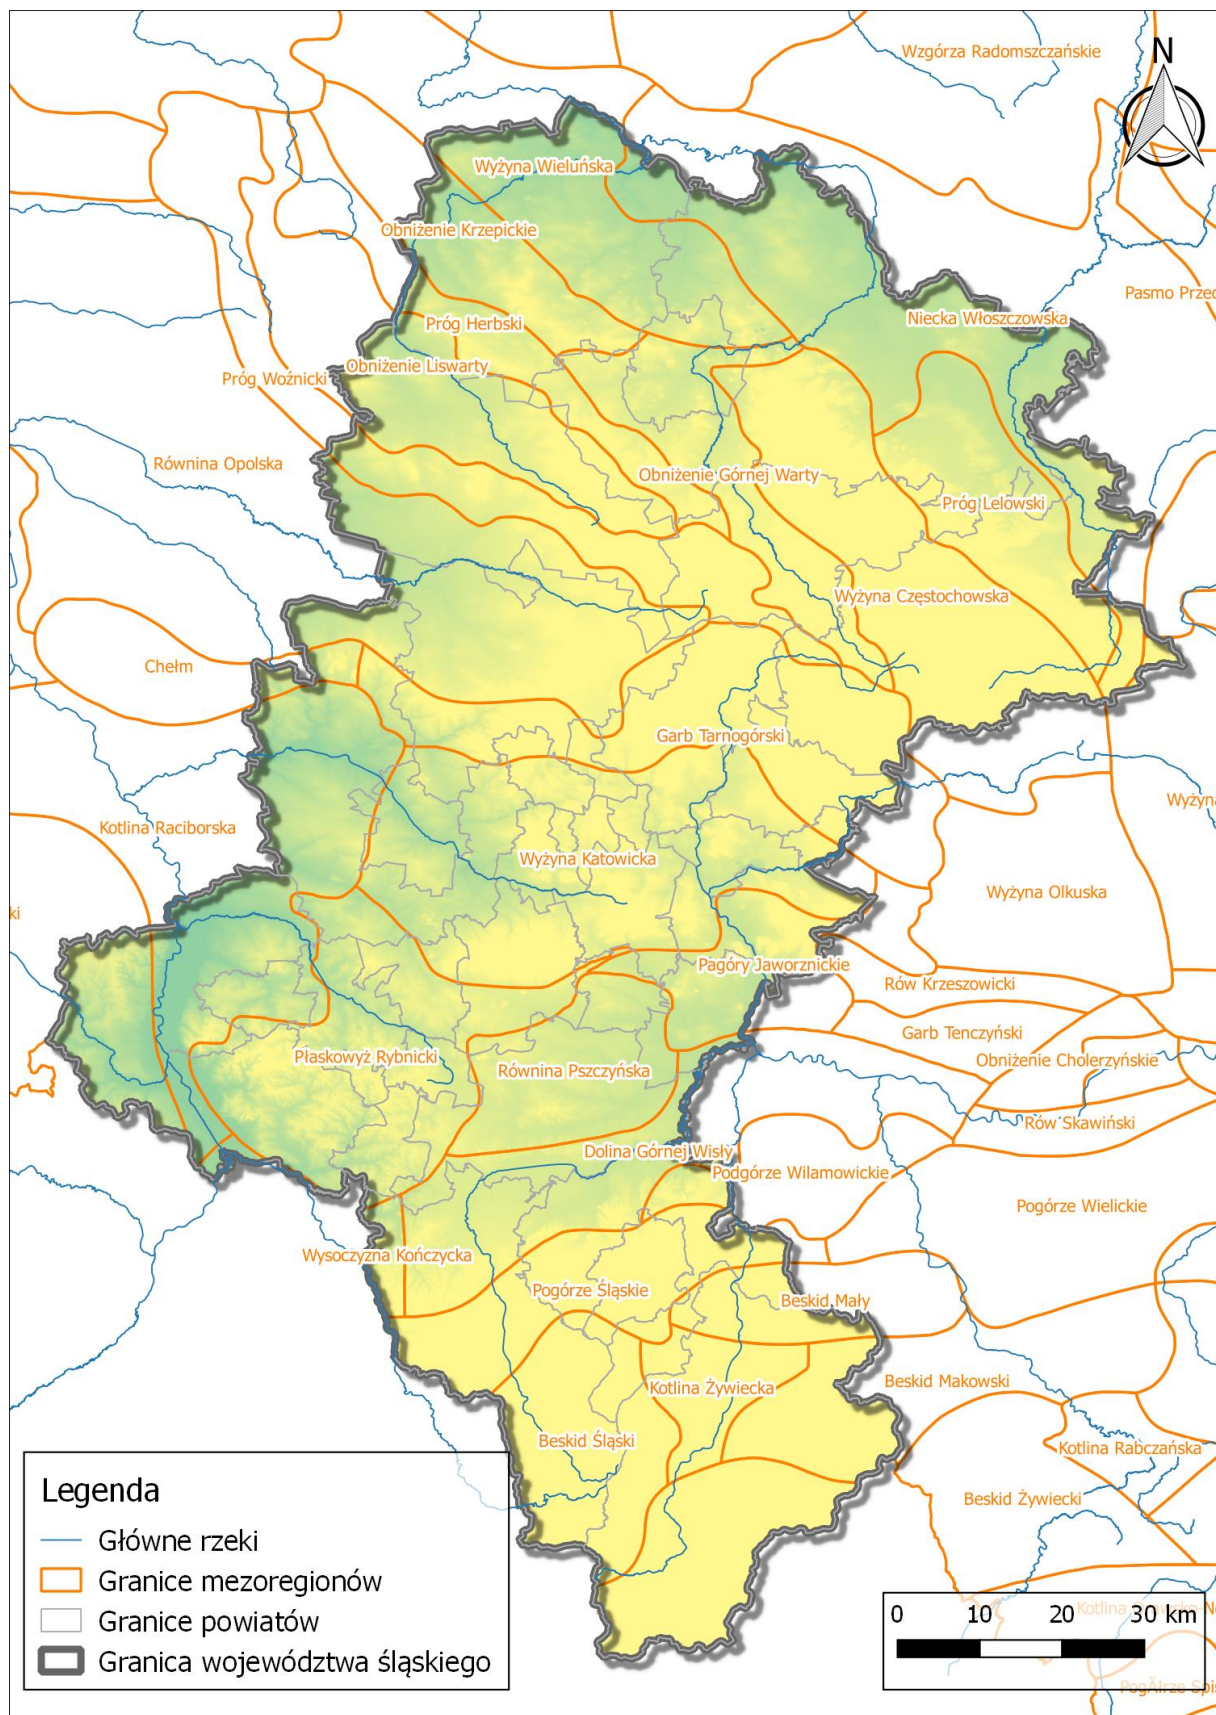 Wzgórza Radomszczańskie
N
Wyżyna Wieluńska
Obniżenie Krzepickie
Pasmo Przed
Niecka Włoszczowska
Próg Herbski
Obniżenie Liswarty
Próg Woźnicki
Równina Opolska
Obniżenie Górnej Warty
Próg Lelowski
Wyżyna Częstochowska
Chełm
Garb Tarnogórski
Wyżyna
Kotlina Raciborska
Wyżyna Katowicka
Wyżyna Olkuska
ki
Pagóry Jaworznickie
Rów Krzeszowicki
Garb Tenczyński
Płaskowyż Rybnicki
Równina Pszczyńska
Obniżenie Cholerzyńskie
Rów Skawiński
Dolina Górnej Wisły
Podgórze Wilamowickie
Pogórze Wielickie
Wysoczyzna Kończycka
Pogórze Śląskie
Beskid Mały
Kotlina Żywiecka
Beskid Makowski
Beskid Śląski
Kotlina Rabczańska
Beskid Żywiecki
Legenda
Główne rzeki
Granice mezoregionów
Granice powiatów
Granica województwa śląskiego
0 10 20 30 km
PogÃlrze Spis